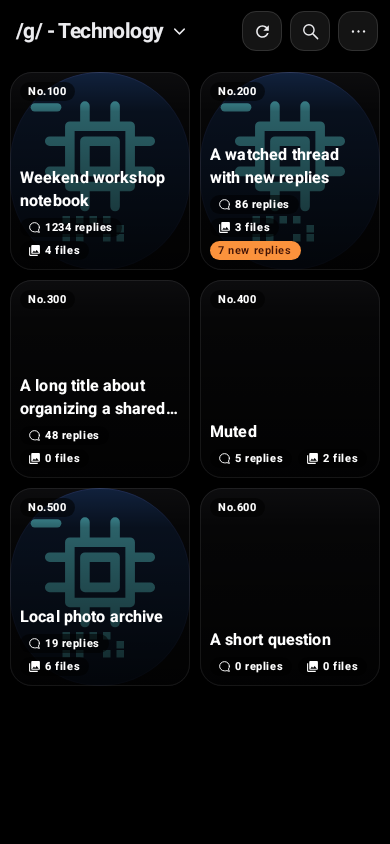 /g/ - Technology
No.100
Weekend workshop
notebook
1234 replies
4 files
No.200
A watched thread
with new replies
86 replies
3 files
7 new replies
No.300
A long title about
organizing a shared…
48 replies
0 files
No.400
Muted
5 replies
2 files
No.500
Local photo archive
19 replies
6 files
No.600
A short question
0 replies
0 files